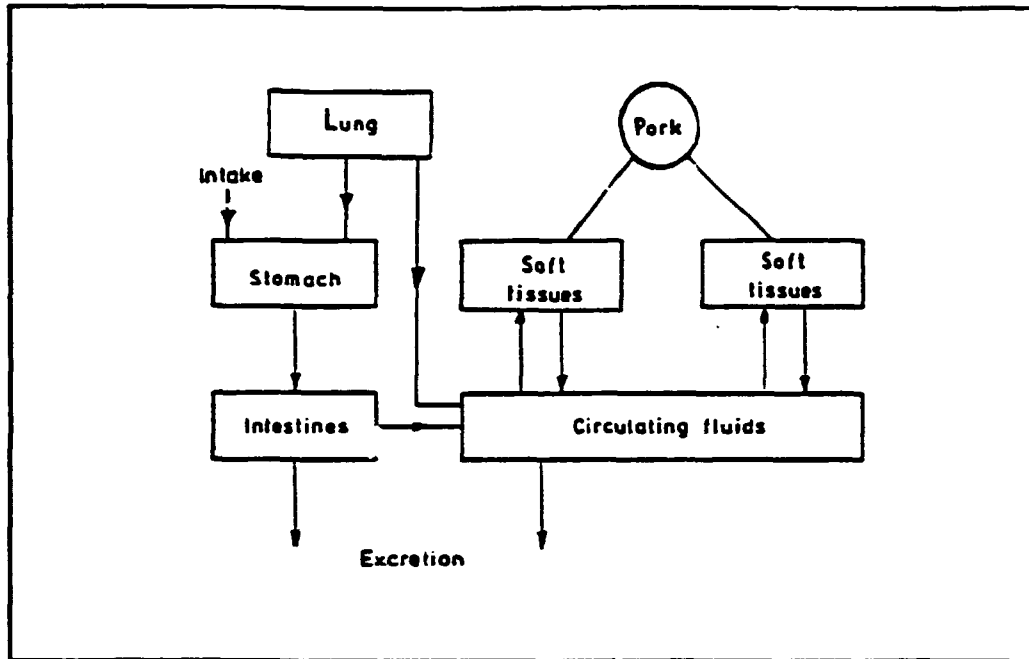 Lung
Pork
Intake
Stomach
Soft
tissues
Soft
tissues
Intestines
Circulating fluids
Excretion